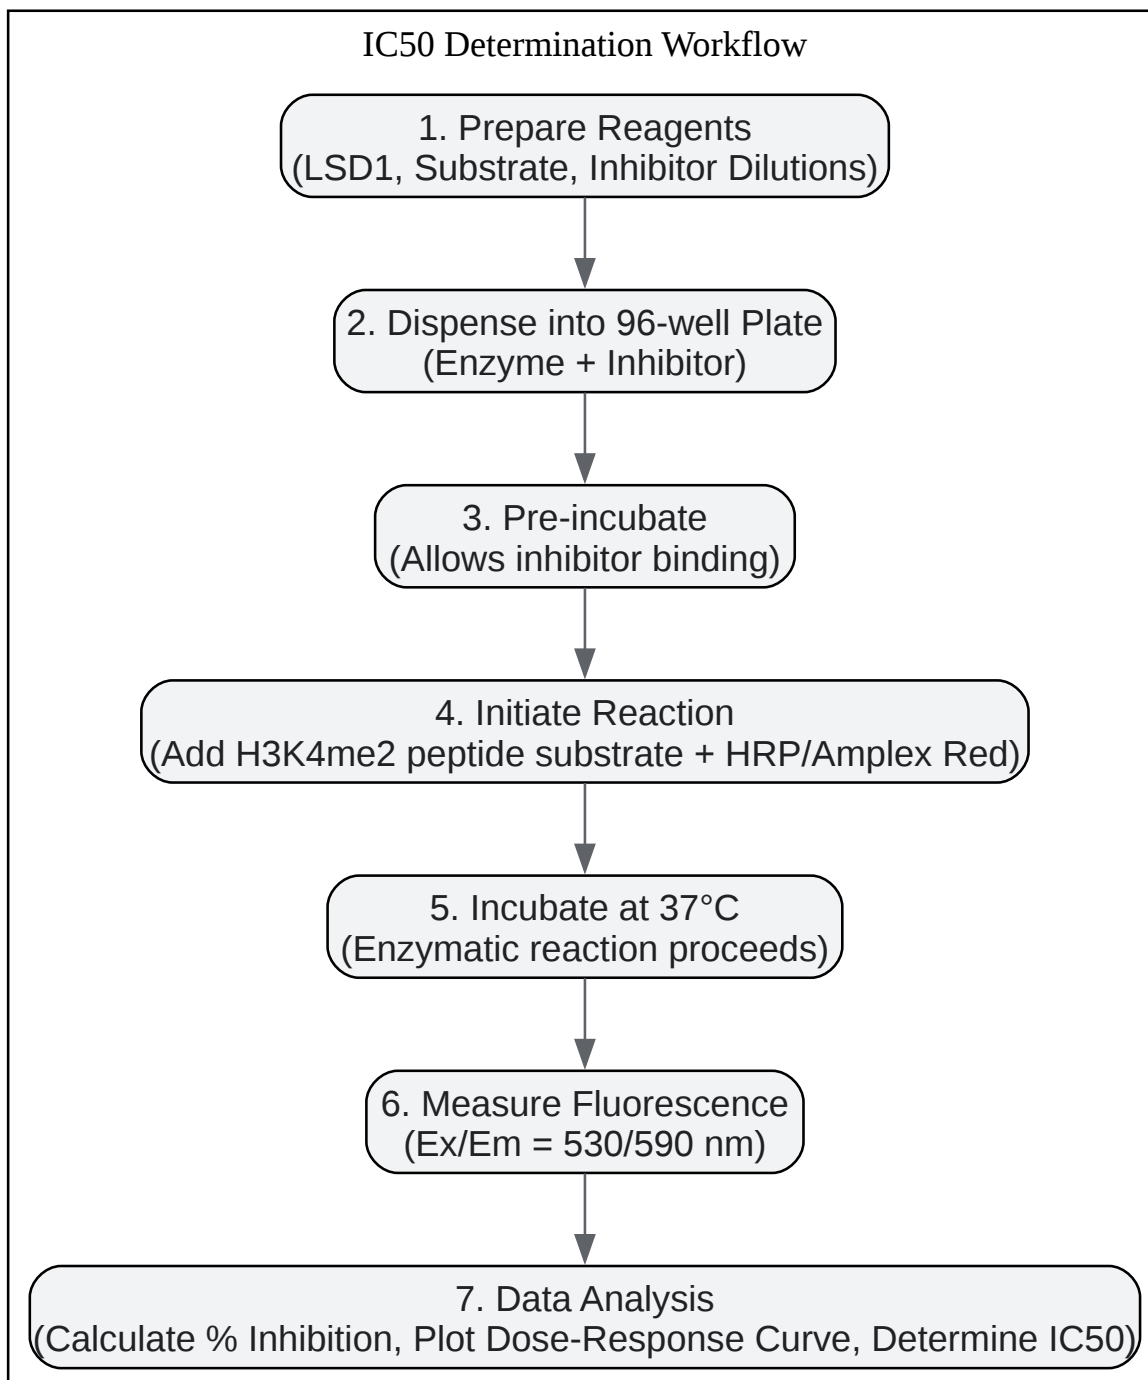 IC50 Determination Workflow
1. Prepare Reagents
(LSD1, Substrate, Inhibitor Dilutions)
2. Dispense into 96-well Plate
(Enzyme + Inhibitor)
3. Pre-incubate
(Allows inhibitor binding)
4. Initiate Reaction
(Add H3K4me2 peptide substrate + HRP/Amplex Red)
5. Incubate at 37°C
(Enzymatic reaction proceeds)
6. Measure Fluorescence
(Ex/Em = 530/590 nm)
7. Data Analysis
(Calculate % Inhibition, Plot Dose-Response Curve, Determine IC50)